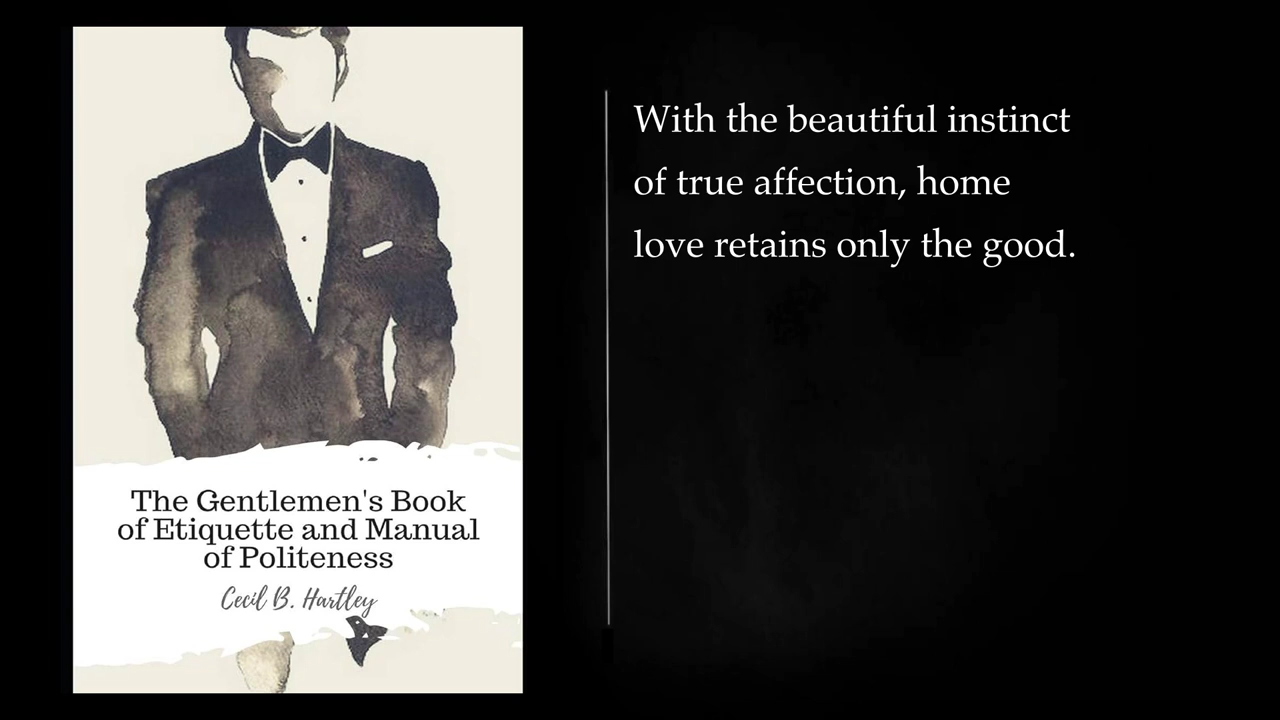 The Gentlemen's Book
of Etiquette and Manual
of Politeness
Cecil B. Hartley
With the beautiful instinct
of true affection, home
love retains only the good.